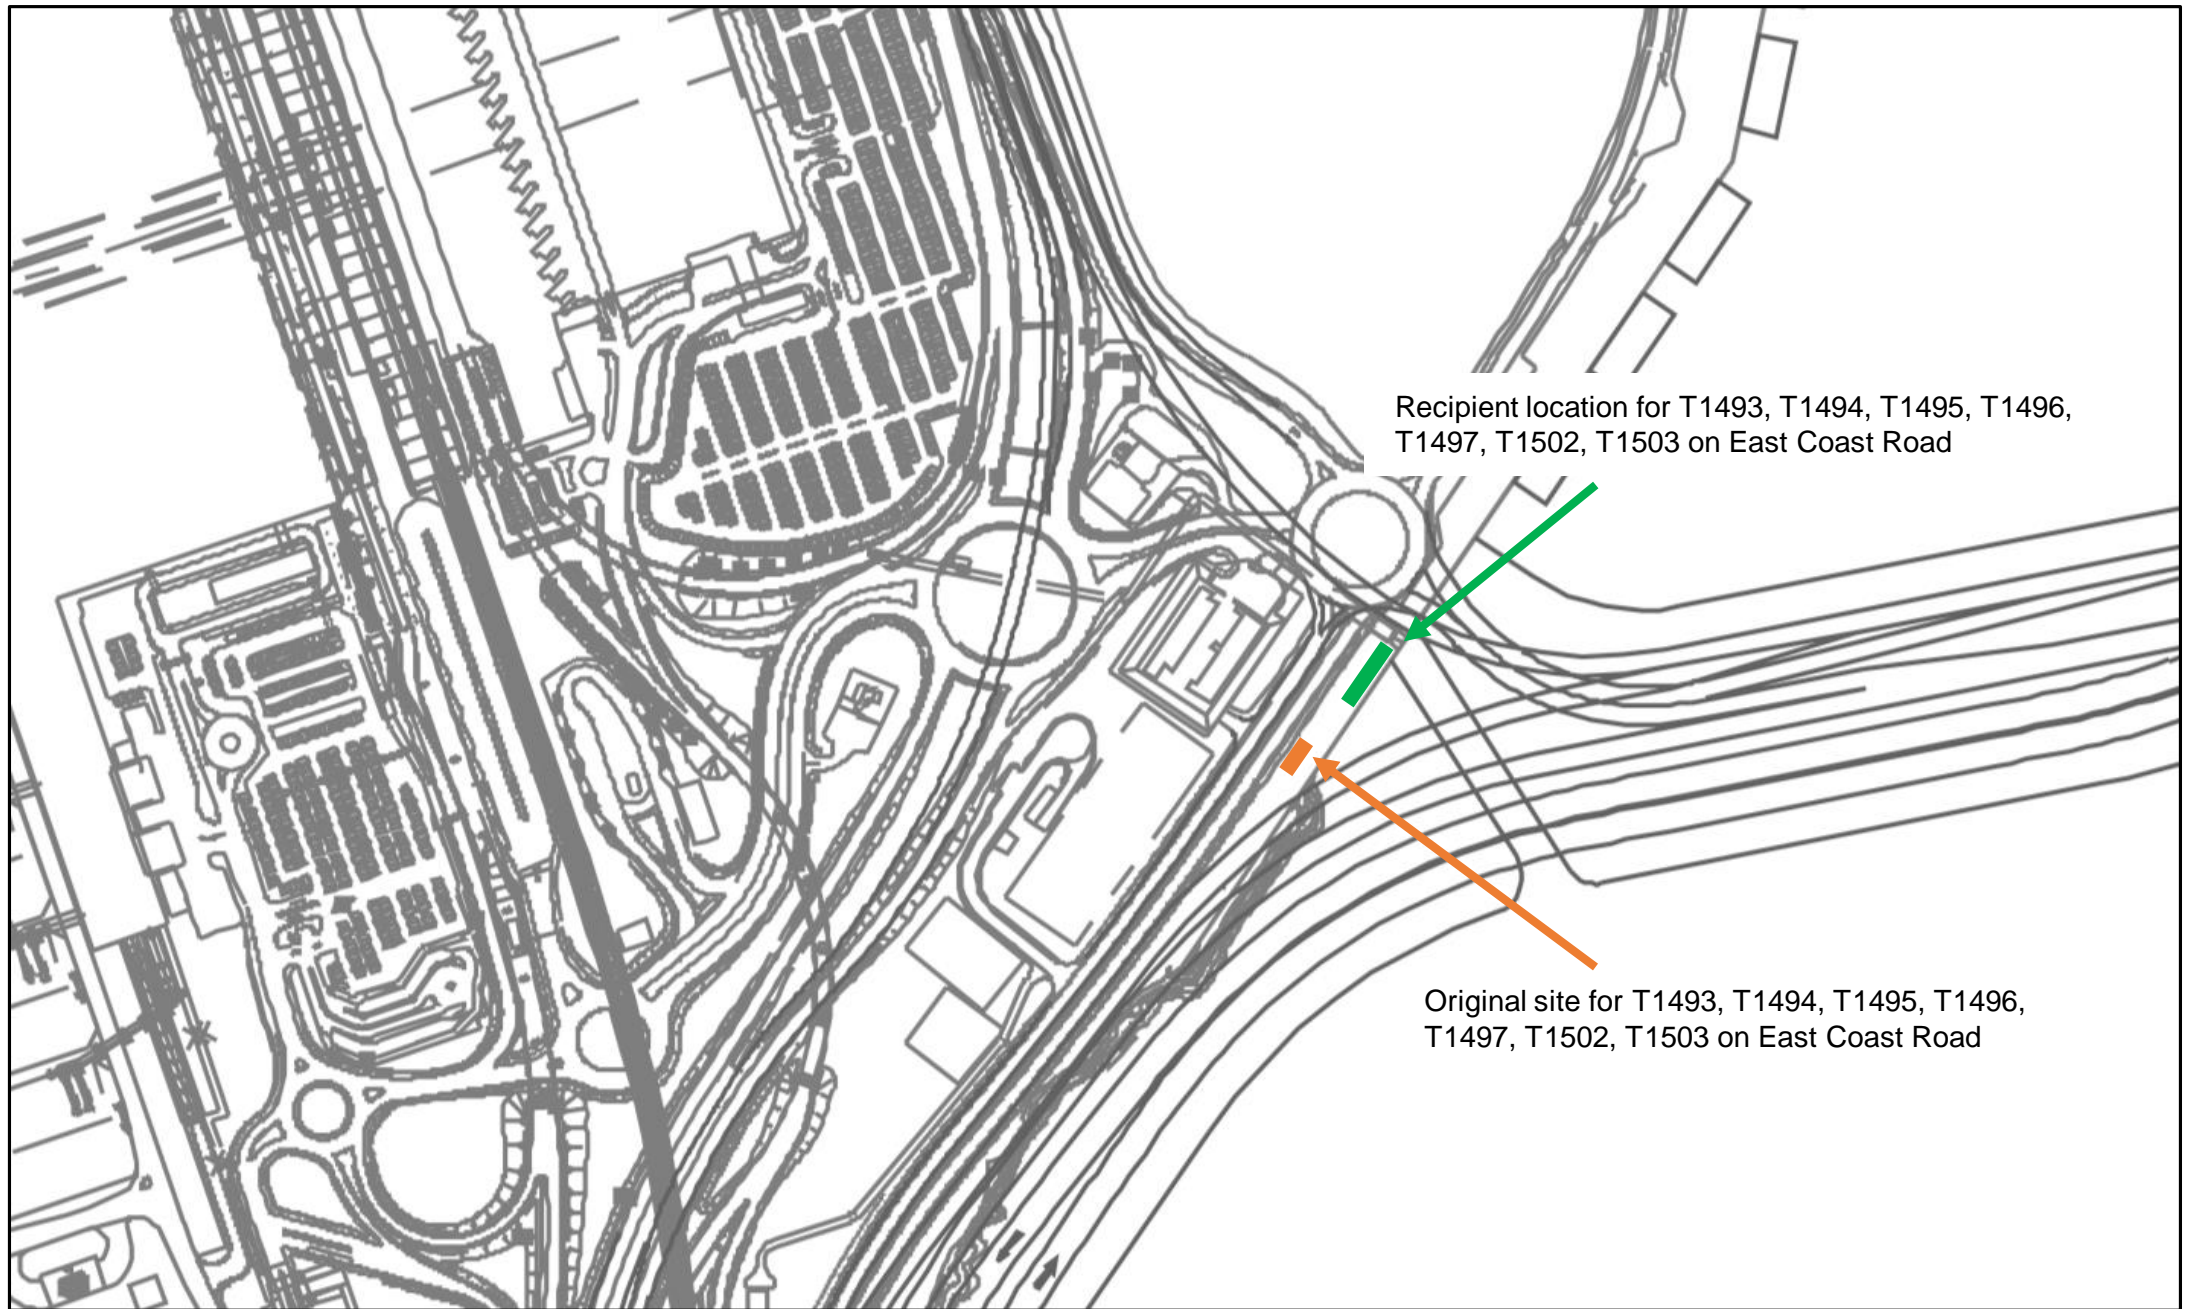 Recipient location for T1493, T1494, T1495, T1496,
T1497, T1502, T1503 on East Coast Road
Original site for T1493, T1494, T1495, T1496,
T1497, T1502, T1503 on East Coast Road